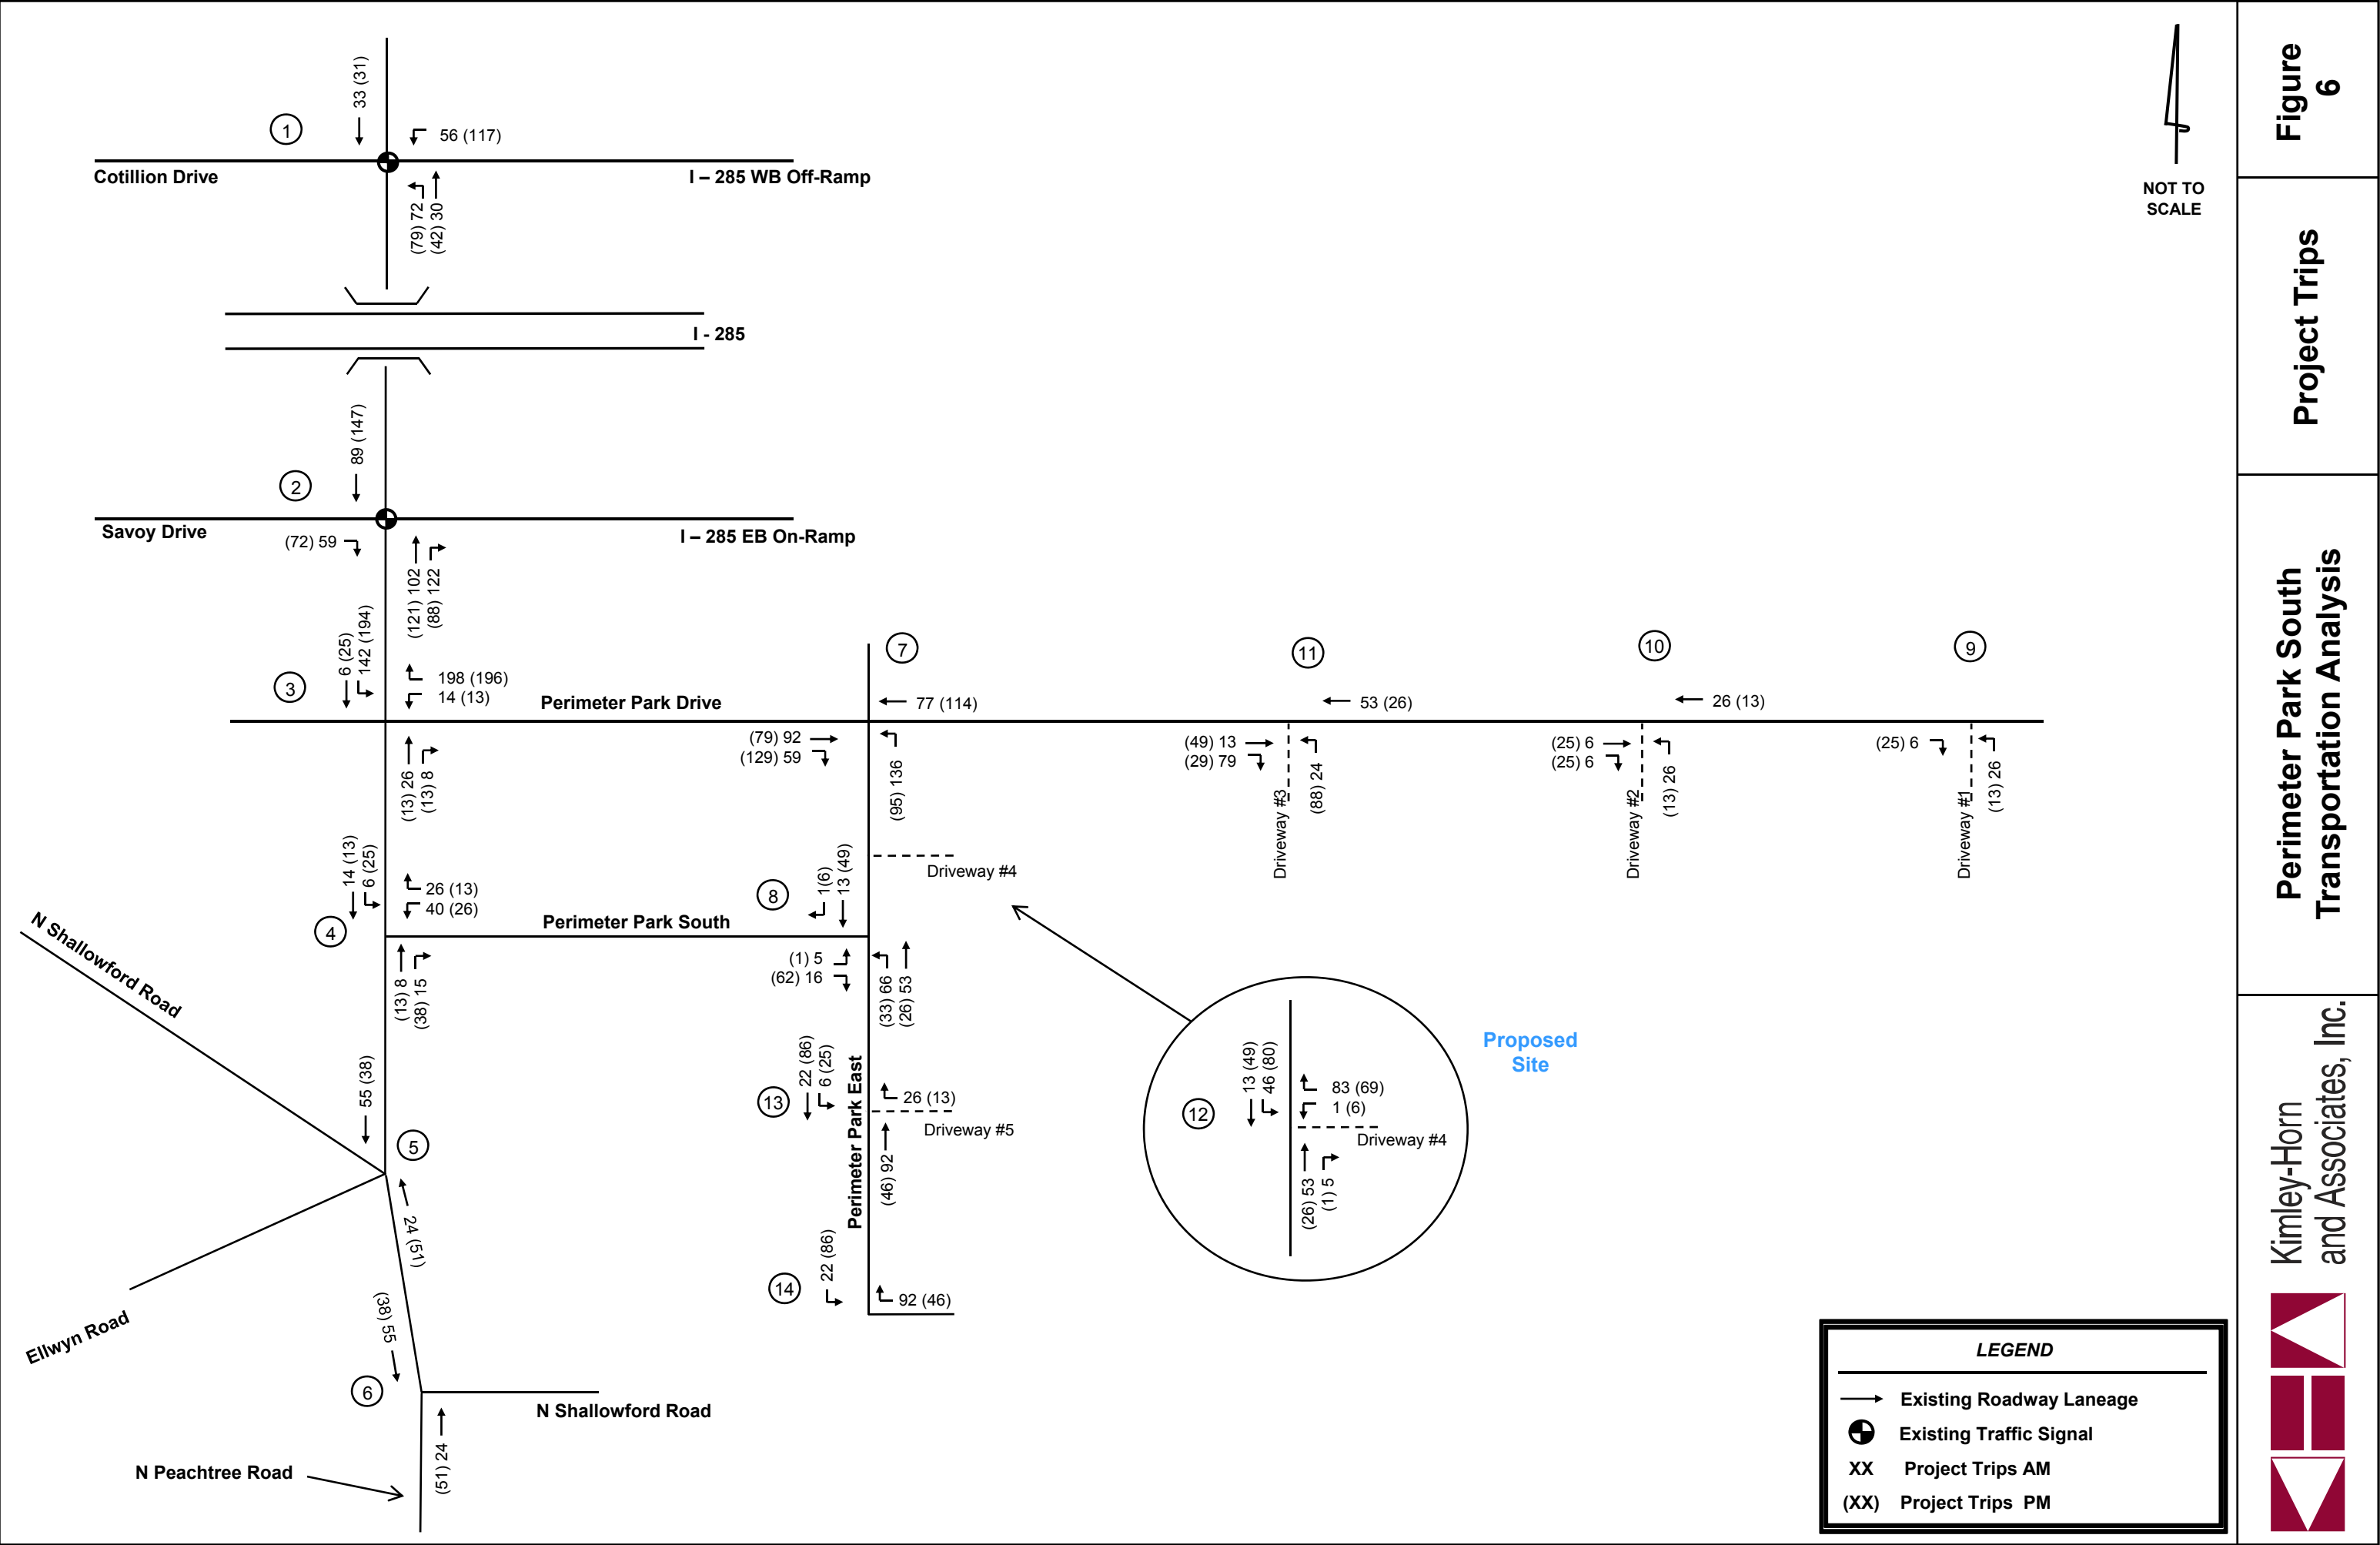 33 (31)
1
56 (117)
Cotillion Drive
I – 285 WB Off-Ramp
(79) 72
(42) 30
I - 285
89 (147)
2
Savoy Drive
(72) 59
I – 285 EB On-Ramp
(121) 102
(88) 122
6 (25)
142 (194)
3
198 (196)
14 (13)
Perimeter Park Drive
7
77 (114)
11
53 (26)
10
26 (13)
9
(13) 26
(13) 8
(79) 92
(129) 59
(95) 136
(49) 13
(29) 79
(88) 24
Driveway #3
(25) 6
(25) 6
(13) 26
Driveway #2
(25) 6
(13) 26
Driveway #1
14 (13)
6 (25)
26 (13)
40 (26)
4
Perimeter Park South
8
1(6)
13 (49)
Driveway #4
(13) 8
(38) 15
(1) 5
(62) 16
(33) 66
(26) 53
N Shallowford Road
55 (38)
5
Perimeter Park East
13
22 (86)
6 (25)
26 (13)
Driveway #5
(46) 92
12
13 (49)
46 (80)
83 (69)
1 (6)
Driveway #4
(26) 53
(1) 5
Proposed
Site
24 (51)
(38) 55
14
22 (86)
92 (46)
Ellwyn Road
6
N Shallowford Road
(51) 24
N Peachtree Road
NOT TO
SCALE
LEGEND
Existing Roadway Laneage
Existing Traffic Signal
XX Project Trips AM
(XX) Project Trips PM
Figure
6
Project Trips
Perimeter Park South
Transportation Analysis
Kimley-Horn
and Associates, Inc.